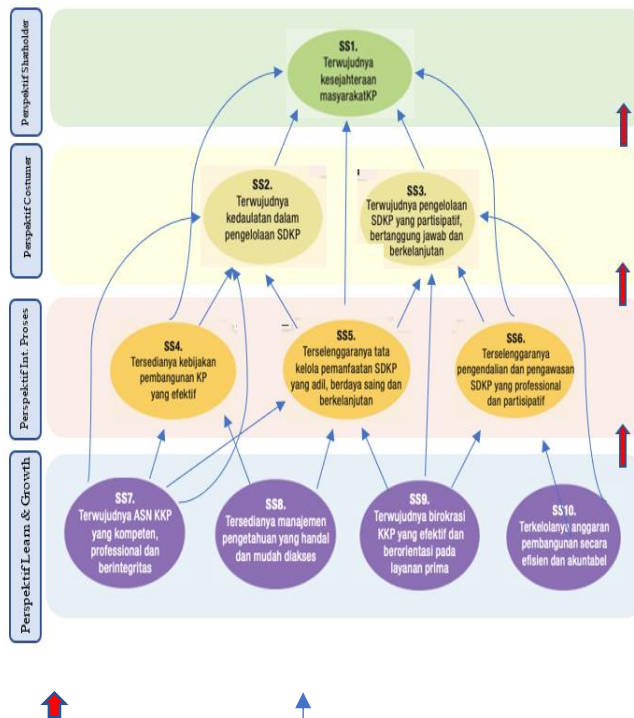 Perspektif Sharholder
SS1.
Terwujudnya
kesejahteraan
masyarakatKP
Perspektif Costumer
SS2.
Terwujudnya
kedaulatan dalam
pengelolaan SDKP
SS3.
Terwujudnya pengelolaan
SDKP yang partisipatif,
bertanggung jawab dan
berkelanjutan
Perspektif Int. Proses
SS4.
Tersedianya kebijakan
pembangunan KP
yang efektif
SS5.
Terselenggaranya tata
kelola pemanfaatan SDKP
yang adil, berdaya saing dan
berkelanjutan
SS6.
Terselenggaranya
pengendalian dan pengawasan
SDKP yang professional
dan partisipatif
Perspektif Learn & Growth
SS7.
Terwujudnya ASN KKP
yang kompeten,
professional dan
berintegritas
SS8.
Tersedianya manajemen
pengetahuan yang handal
dan mudah diakses
SS9.
Terwujudnya birokrasi
KKP yang efektif dan
berorientasi pada
layanan prima
SS10.
Terkelolanya anggaran
pembangunan secara
efisien dan akuntabel